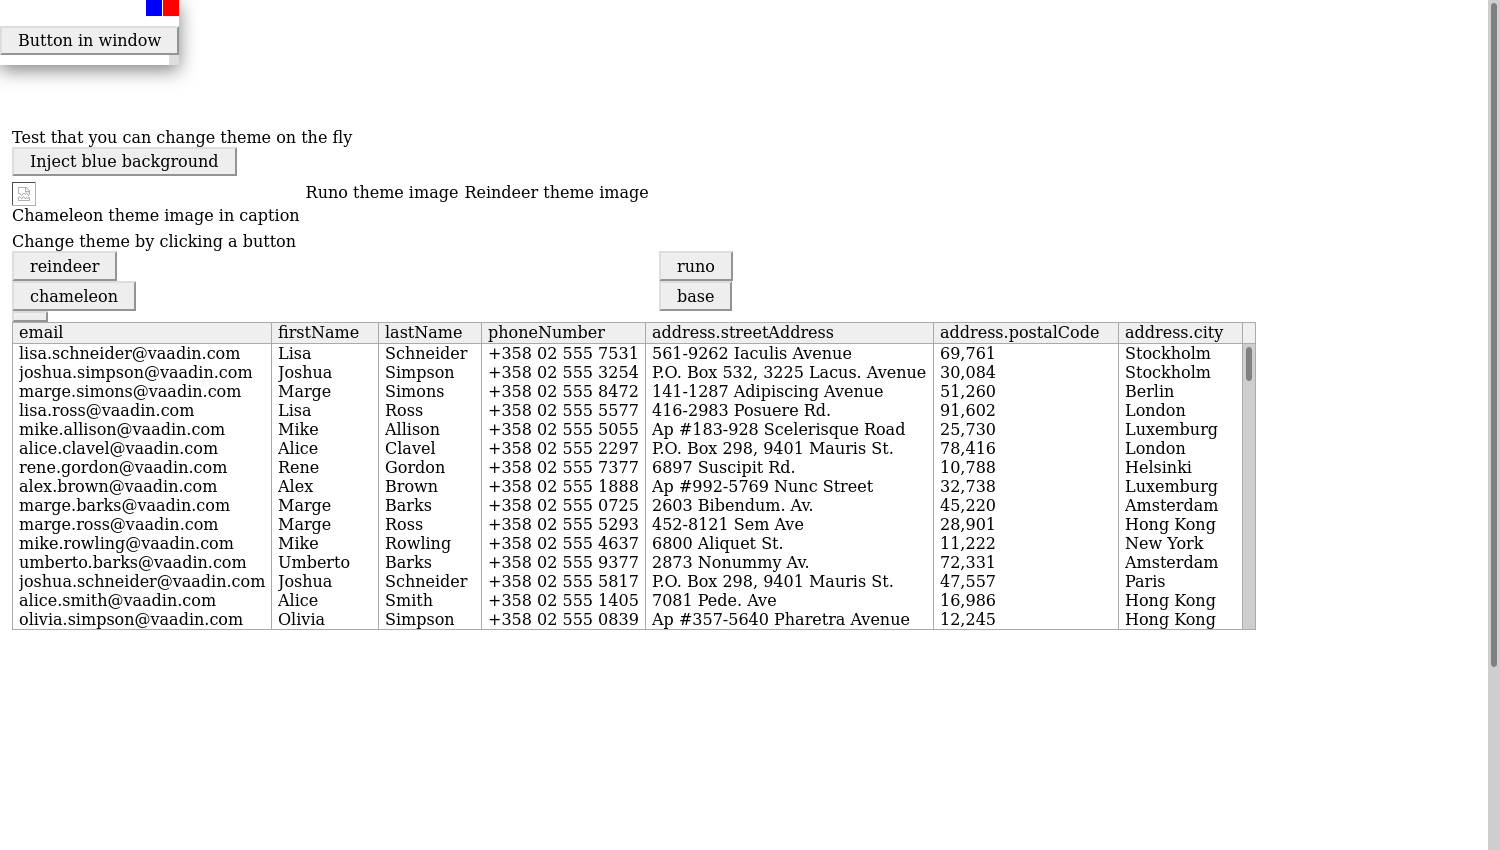 Button in window
Test that you can change theme on the fly
Inject blue background
Runo theme image Reindeer theme image
Chameleon theme image in caption
Change theme by clicking a button
reindeer runo
chameleon base
email firstName lastName phoneNumber address.streetAddress address.postalCode address.city
lisa.schneider@vaadin.com Lisa Schneider +358 02 555 7531 561-9262 Iaculis Avenue 69,761 Stockholm
joshua.simpson@vaadin.com Joshua Simpson +358 02 555 3254 P.O. Box 532, 3225 Lacus. Avenue 30,084 Stockholm
marge.simons@vaadin.com Marge Simons +358 02 555 8472 141-1287 Adipiscing Avenue 51,260 Berlin
lisa.ross@vaadin.com Lisa Ross +358 02 555 5577 416-2983 Posuere Rd. 91,602 London
mike.allison@vaadin.com Mike Allison +358 02 555 5055 Ap #183-928 Scelerisque Road 25,730 Luxemburg
alice.clavel@vaadin.com Alice Clavel +358 02 555 2297 P.O. Box 298, 9401 Mauris St. 78,416 London
rene.gordon@vaadin.com Rene Gordon +358 02 555 7377 6897 Suscipit Rd. 10,788 Helsinki
alex.brown@vaadin.com Alex Brown +358 02 555 1888 Ap #992-5769 Nunc Street 32,738 Luxemburg
marge.barks@vaadin.com Marge Barks +358 02 555 0725 2603 Bibendum. Av. 45,220 Amsterdam
marge.ross@vaadin.com Marge Ross +358 02 555 5293 452-8121 Sem Ave 28,901 Hong Kong
mike.rowling@vaadin.com Mike Rowling +358 02 555 4637 6800 Aliquet St. 11,222 New York
umberto.barks@vaadin.com Umberto Barks +358 02 555 9377 2873 Nonummy Av. 72,331 Amsterdam
joshua.schneider@vaadin.com Joshua Schneider +358 02 555 5817 P.O. Box 298, 9401 Mauris St. 47,557 Paris
alice.smith@vaadin.com Alice Smith +358 02 555 1405 7081 Pede. Ave 16,986 Hong Kong
olivia.simpson@vaadin.com Olivia Simpson +358 02 555 0839 Ap #357-5640 Pharetra Avenue 12,245 Hong Kong